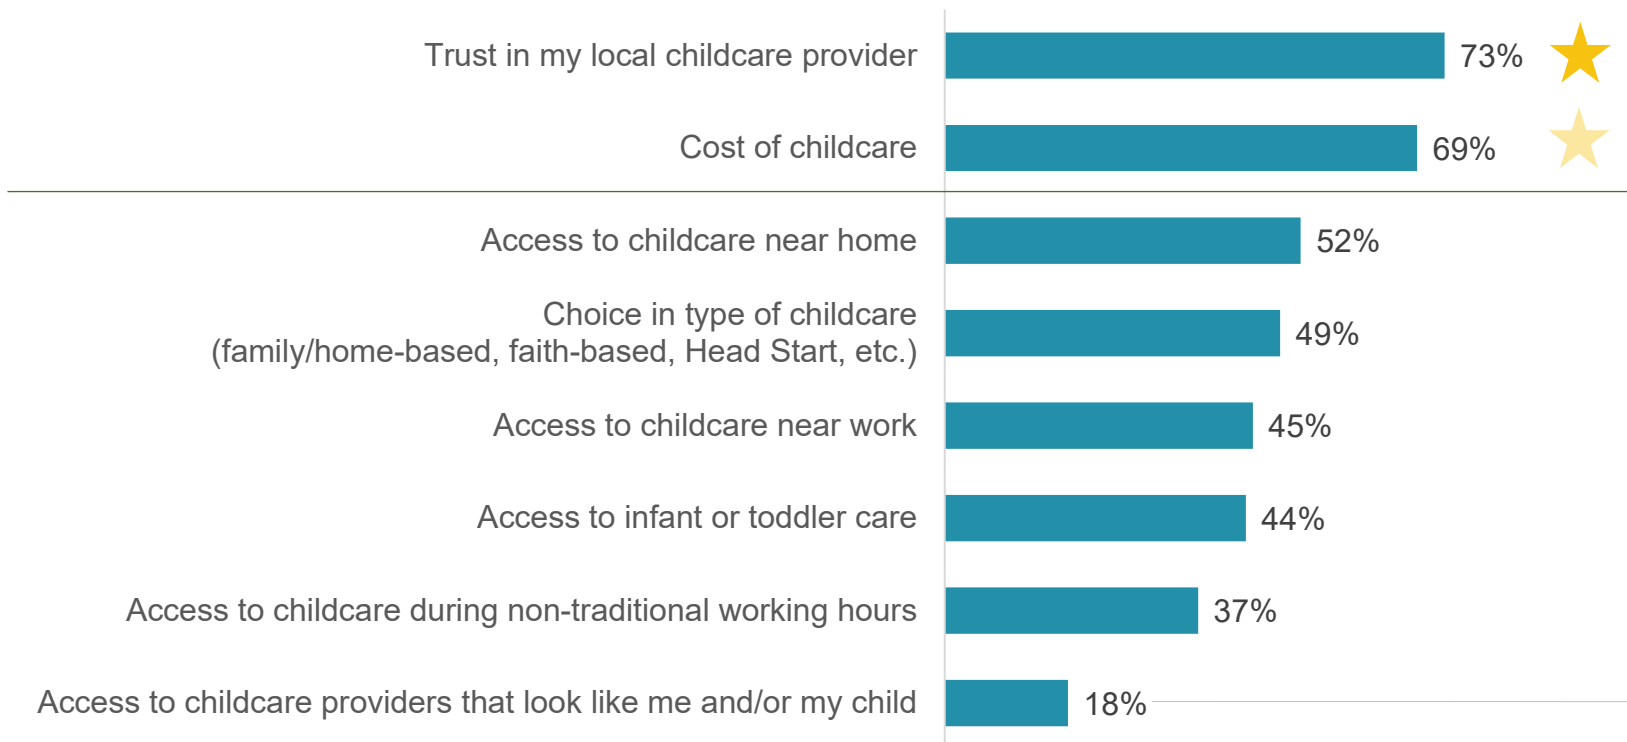 Trust in my local childcare provider 73%
Cost of childcare 69%
Access to childcare near home 52%
Choice in type of childcare
(family/home-based, faith-based, Head Start, etc.) 49%
Access to childcare near work 45%
Access to infant or toddler care 44%
Access to childcare during non-traditional working hours 37%
Access to childcare providers that look like me and/or my child 18%